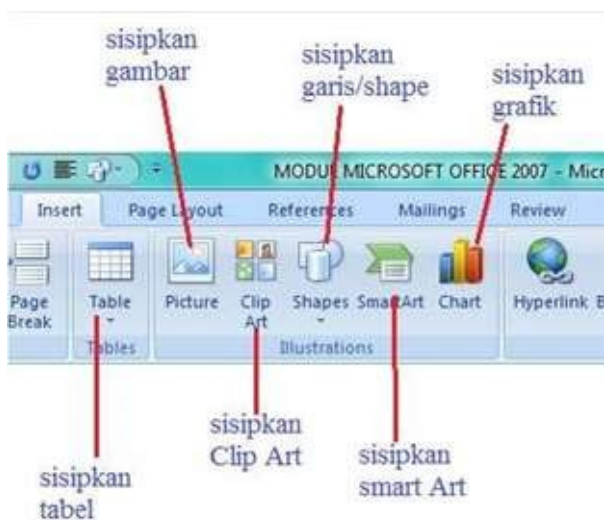 sisipkan
gambar
sisipkan
garis/shape
sisipkan
grafik
MODUL MICROSOFT OFFICE 2007 - Micr
Insert
Page Layout
References
Mailings
Review
Page
Break
Table
Picture
Clip
Art
Shapes
SmartArt
Chart
Hyperlink
B
Tables
Illustrations
sisipkan
tabel
sisipkan
Clip Art
sisipkan
smart Art